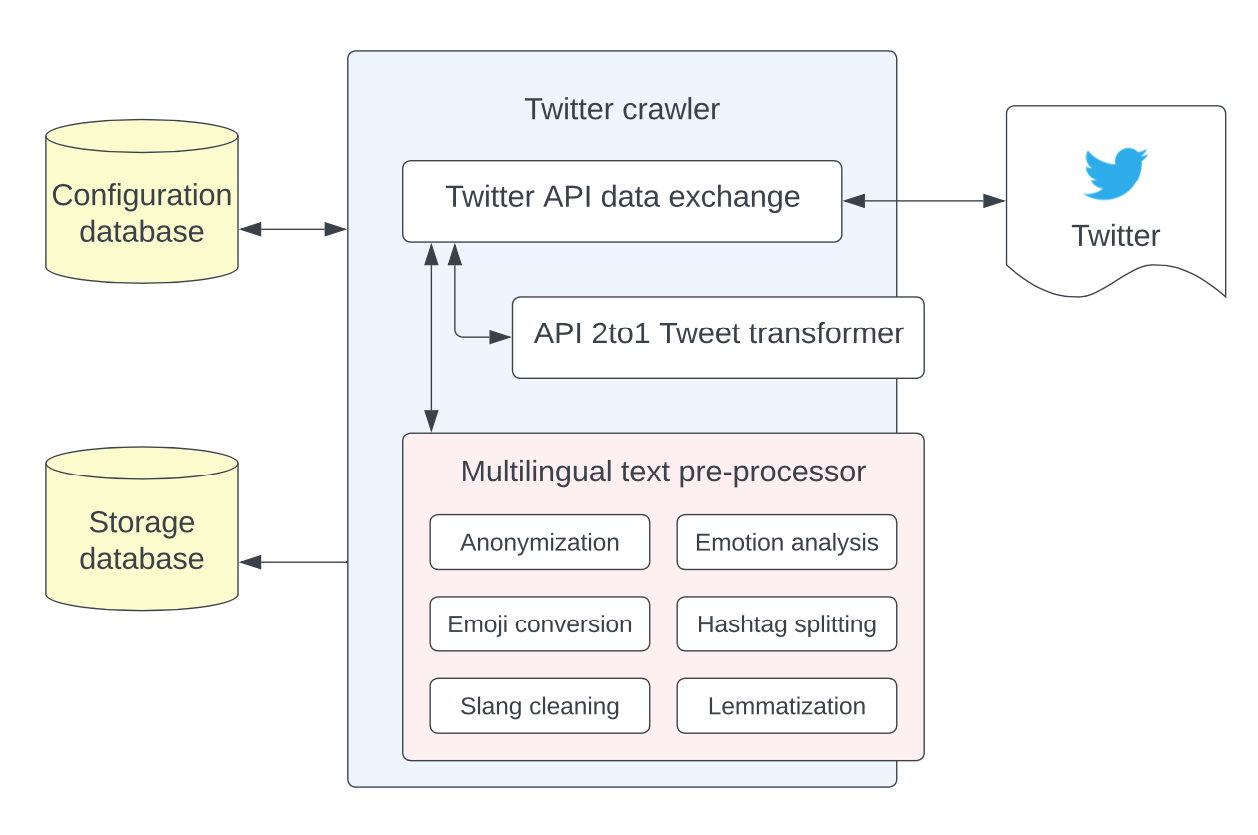 Twitter crawler
Configuration
database
Twitter API data exchange
Twitter
API 2to1 Tweet transformer
Storage
database
Multilingual text pre-processor
Anonymization
Emotion analysis
Emoji conversion
Hashtag splitting
Slang cleaning
Lemmatization